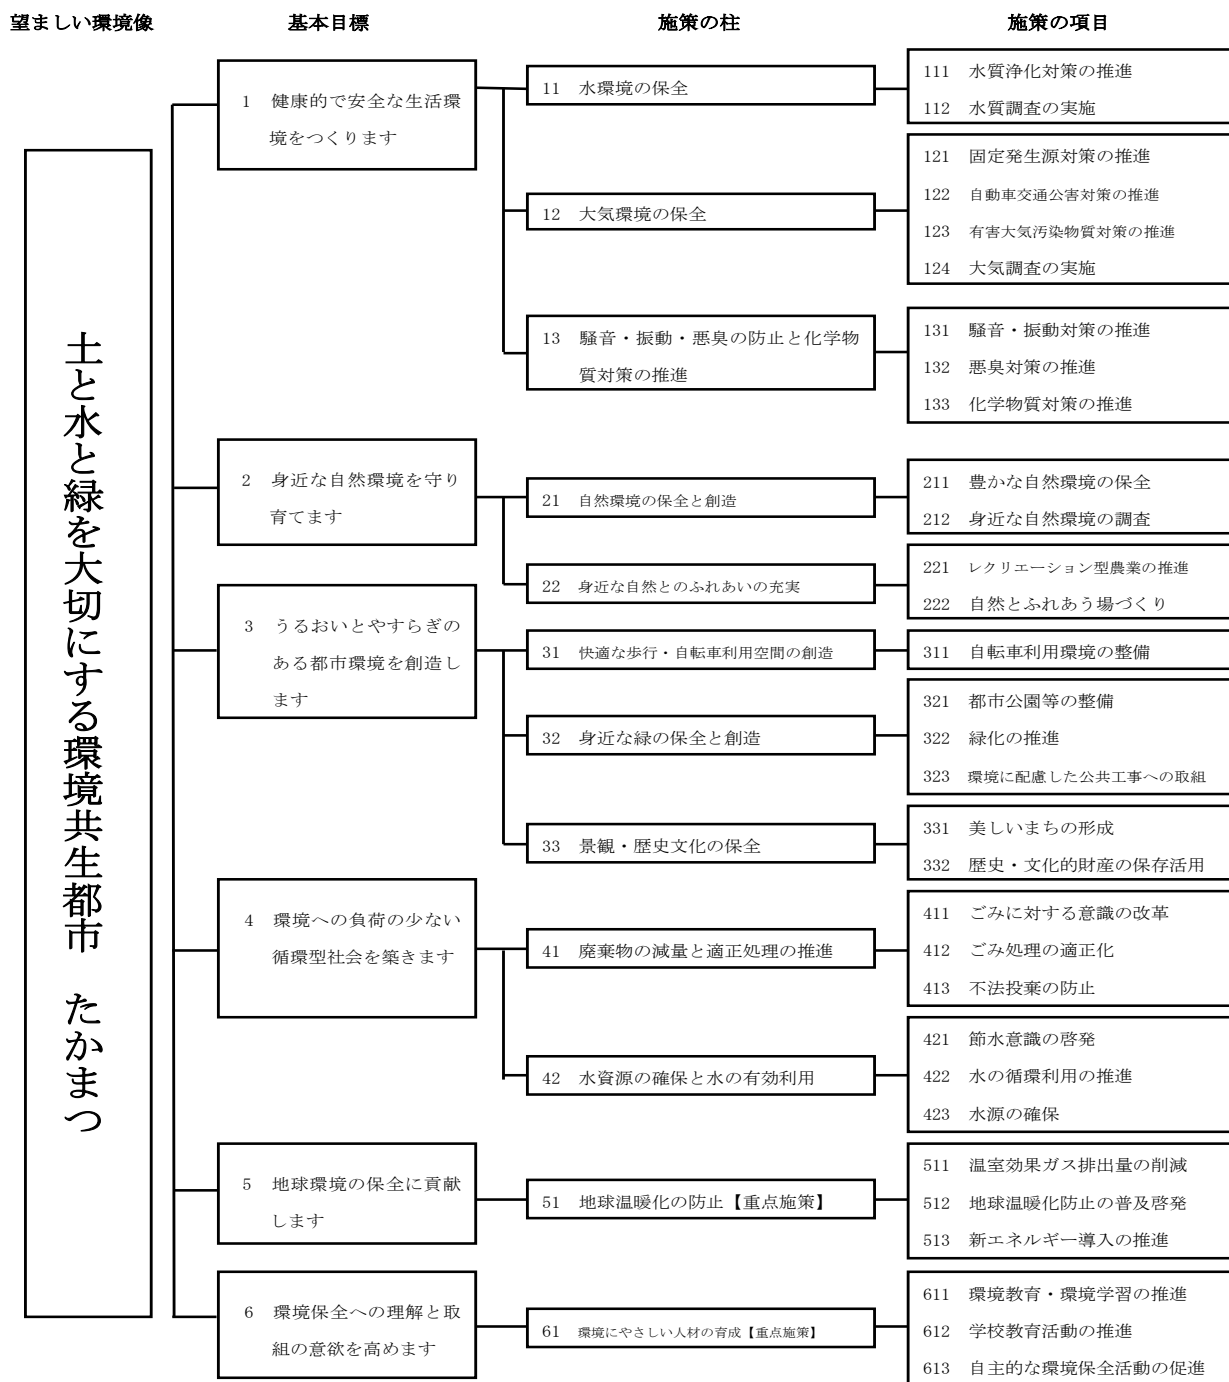 望ましい環境像
基本目標
施策の柱
施策の項目
土と水と緑を大切にする環境共生都市　たかまつ
1　健康的で安全な生活環
境をつくります
11　水環境の保全
111　水質浄化対策の推進
112　水質調査の実施
12　大気環境の保全
121　固定発生源対策の推進
122　自動車交通公害対策の推進
123　有害大気汚染物質対策の推進
124　大気調査の実施
13　騒音・振動・悪臭の防止と化学物
質対策の推進
131　騒音・振動対策の推進
132　悪臭対策の推進
133　化学物質対策の推進
2　身近な自然環境を守り
育てます
21　自然環境の保全と創造
211　豊かな自然環境の保全
212　身近な自然環境の調査
22　身近な自然とのふれあいの充実
221　レクリエーション型農業の推進
222　自然とふれあう場づくり
3　うるおいとやすらぎの
ある都市環境を創造し
ます
31　快適な歩行・自転車利用空間の創造
311　自転車利用環境の整備
32　身近な緑の保全と創造
321　都市公園等の整備
322　緑化の推進
323　環境に配慮した公共工事への取組
33　景観・歴史文化の保全
331　美しいまちの形成
332　歴史・文化的財産の保存活用
4　環境への負荷の少ない
循環型社会を築きます
41　廃棄物の減量と適正処理の推進
411　ごみに対する意識の改革
412　ごみ処理の適正化
413　不法投棄の防止
42　水資源の確保と水の有効利用
421　節水意識の啓発
422　水の循環利用の推進
423　水源の確保
5　地球環境の保全に貢献
します
51　地球温暖化の防止【重点施策】
511　温室効果ガス排出量の削減
512　地球温暖化防止の普及啓発
513　新エネルギー導入の推進
6　環境保全への理解と取
組の意欲を高めます
61　環境にやさしい人材の育成【重点施策】
611　環境教育・環境学習の推進
612　学校教育活動の推進
613　自主的な環境保全活動の促進